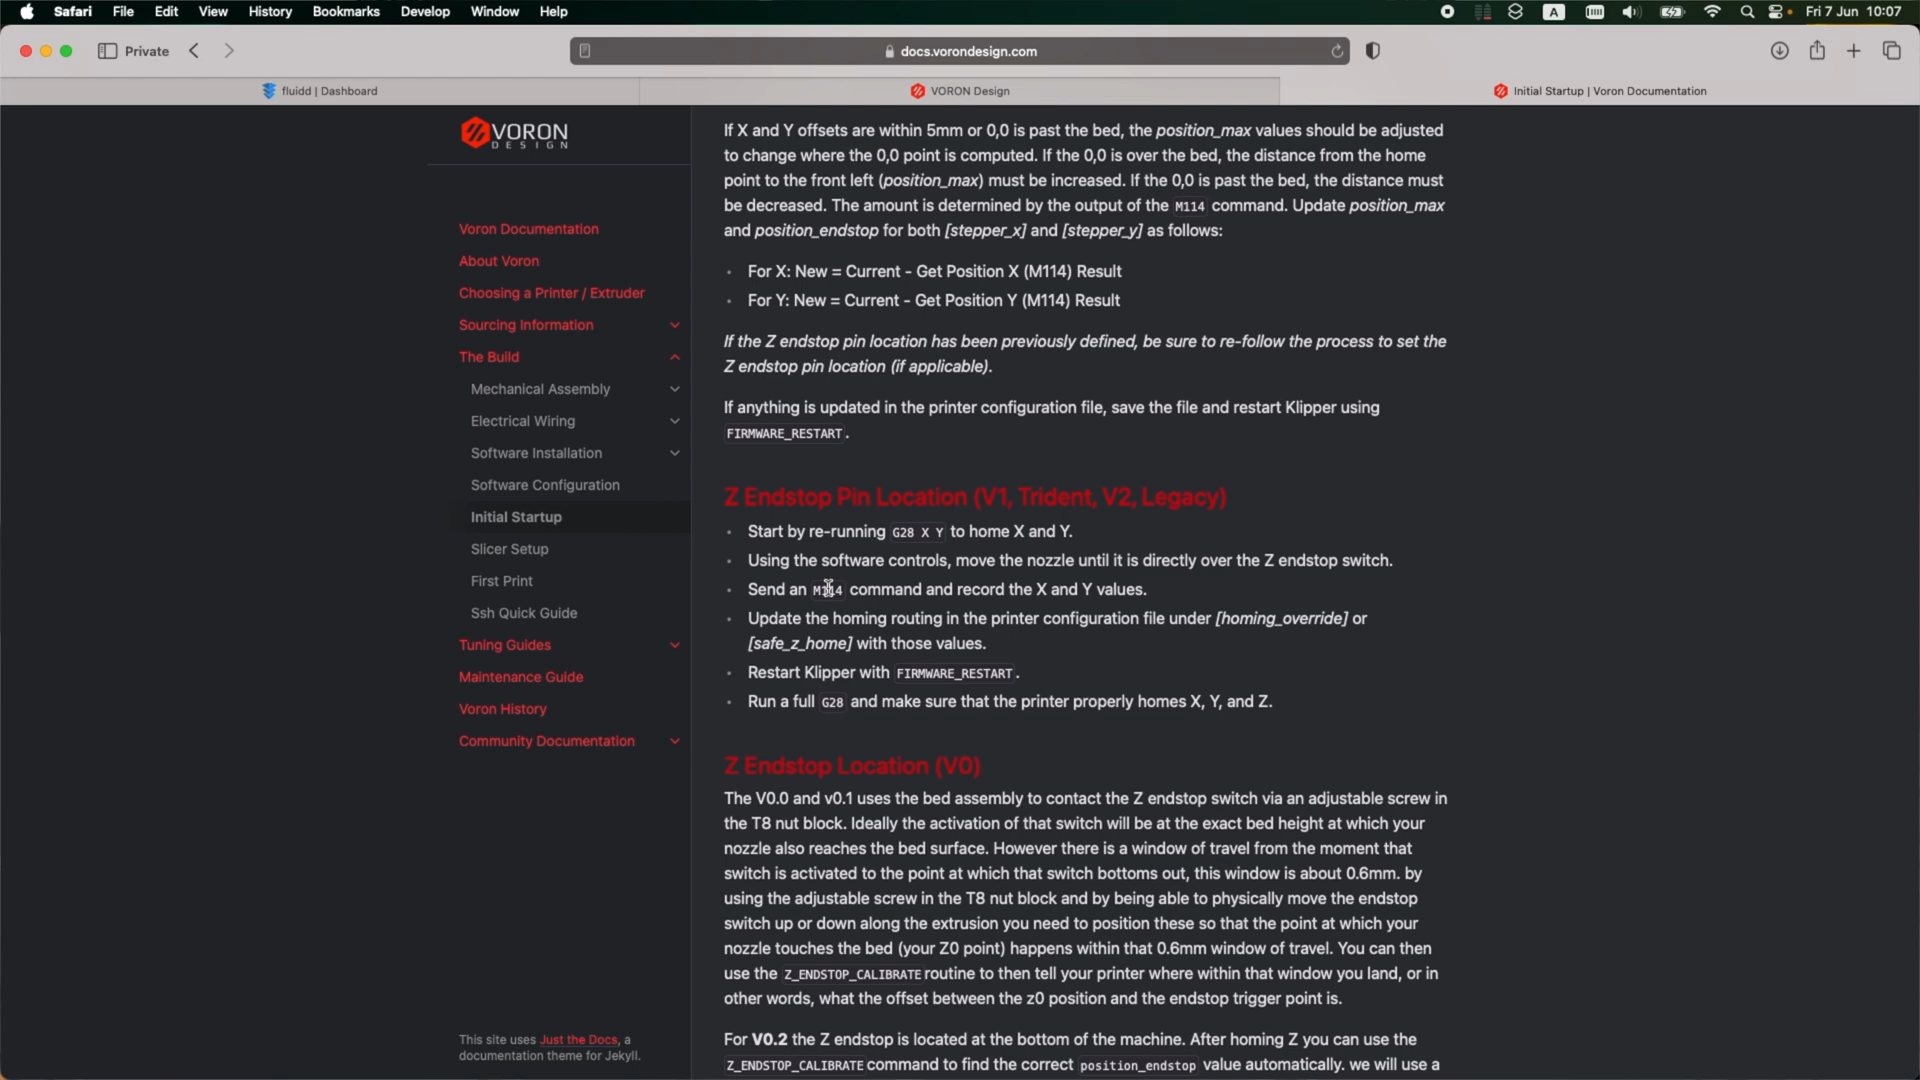 Safari File Edit View History Bookmarks Develop Window Help A Fri 7 Jun 10:07
Private docs.vorondesign.com
fluidd | Dashboard VORON Design Initial Startup | Voron Documentation
VORON
DESIGN
Voron Documentation
About Voron
Choosing a Printer / Extruder
Sourcing Information
The Build
Mechanical Assembly
Electrical Wiring
Software Installation
Software Configuration
Initial Startup
Slicer Setup
First Print
Ssh Quick Guide
Tuning Guides
Maintenance Guide
Voron History
Community Documentation
This site uses Just the Docs, a
documentation theme for Jekyll.
If X and Y offsets are within 5mm or 0,0 is past the bed, the position_max values should be adjusted
to change where the 0,0 point is computed. If the 0,0 is over the bed, the distance from the home
point to the front left (position_max) must be increased. If the 0,0 is past the bed, the distance must
be decreased. The amount is determined by the output of the M114 command. Update position_max
and position_endstop for both [stepper_x] and [stepper_y] as follows:
· For X: New = Current - Get Position X (M114) Result
· For Y: New = Current - Get Position Y (M114) Result
If the Z endstop pin location has been previously defined, be sure to re-follow the process to set the
Z endstop pin location (if applicable).
If anything is updated in the printer configuration file, save the file and restart Klipper using
FIRMWARE_RESTART.
Z Endstop Pin Location (V1, Trident, V2, Legacy)
· Start by re-running G28 X Y to home X and Y.
· Using the software controls, move the nozzle until it is directly over the Z endstop switch.
· Send an M114 command and record the X and Y values.
· Update the homing routing in the printer configuration file under [homing_override] or
[safe_z_home] with those values.
· Restart Klipper with FIRMWARE_RESTART.
· Run a full G28 and make sure that the printer properly homes X, Y, and Z.
Z Endstop Location (V0)
The V0.0 and v0.1 uses the bed assembly to contact the Z endstop switch via an adjustable screw in
the T8 nut block. Ideally the activation of that switch will be at the exact bed height at which your
nozzle also reaches the bed surface. However there is a window of travel from the moment that
switch is activated to the point at which that switch bottoms out, this window is about 0.6mm. by
using the adjustable screw in the T8 nut block and by being able to physically move the endstop
switch up or down along the extrusion you need to position these so that the point at which your
nozzle touches the bed (your Z0 point) happens within that 0.6mm window of travel. You can then
use the Z_ENDSTOP_CALIBRATE routine to then tell your printer where within that window you land, or in
other words, what the offset between the z0 position and the endstop trigger point is.
For V0.2 the Z endstop is located at the bottom of the machine. After homing Z you can use the
Z_ENDSTOP_CALIBRATE command to find the correct position_endstop value automatically. we will use a